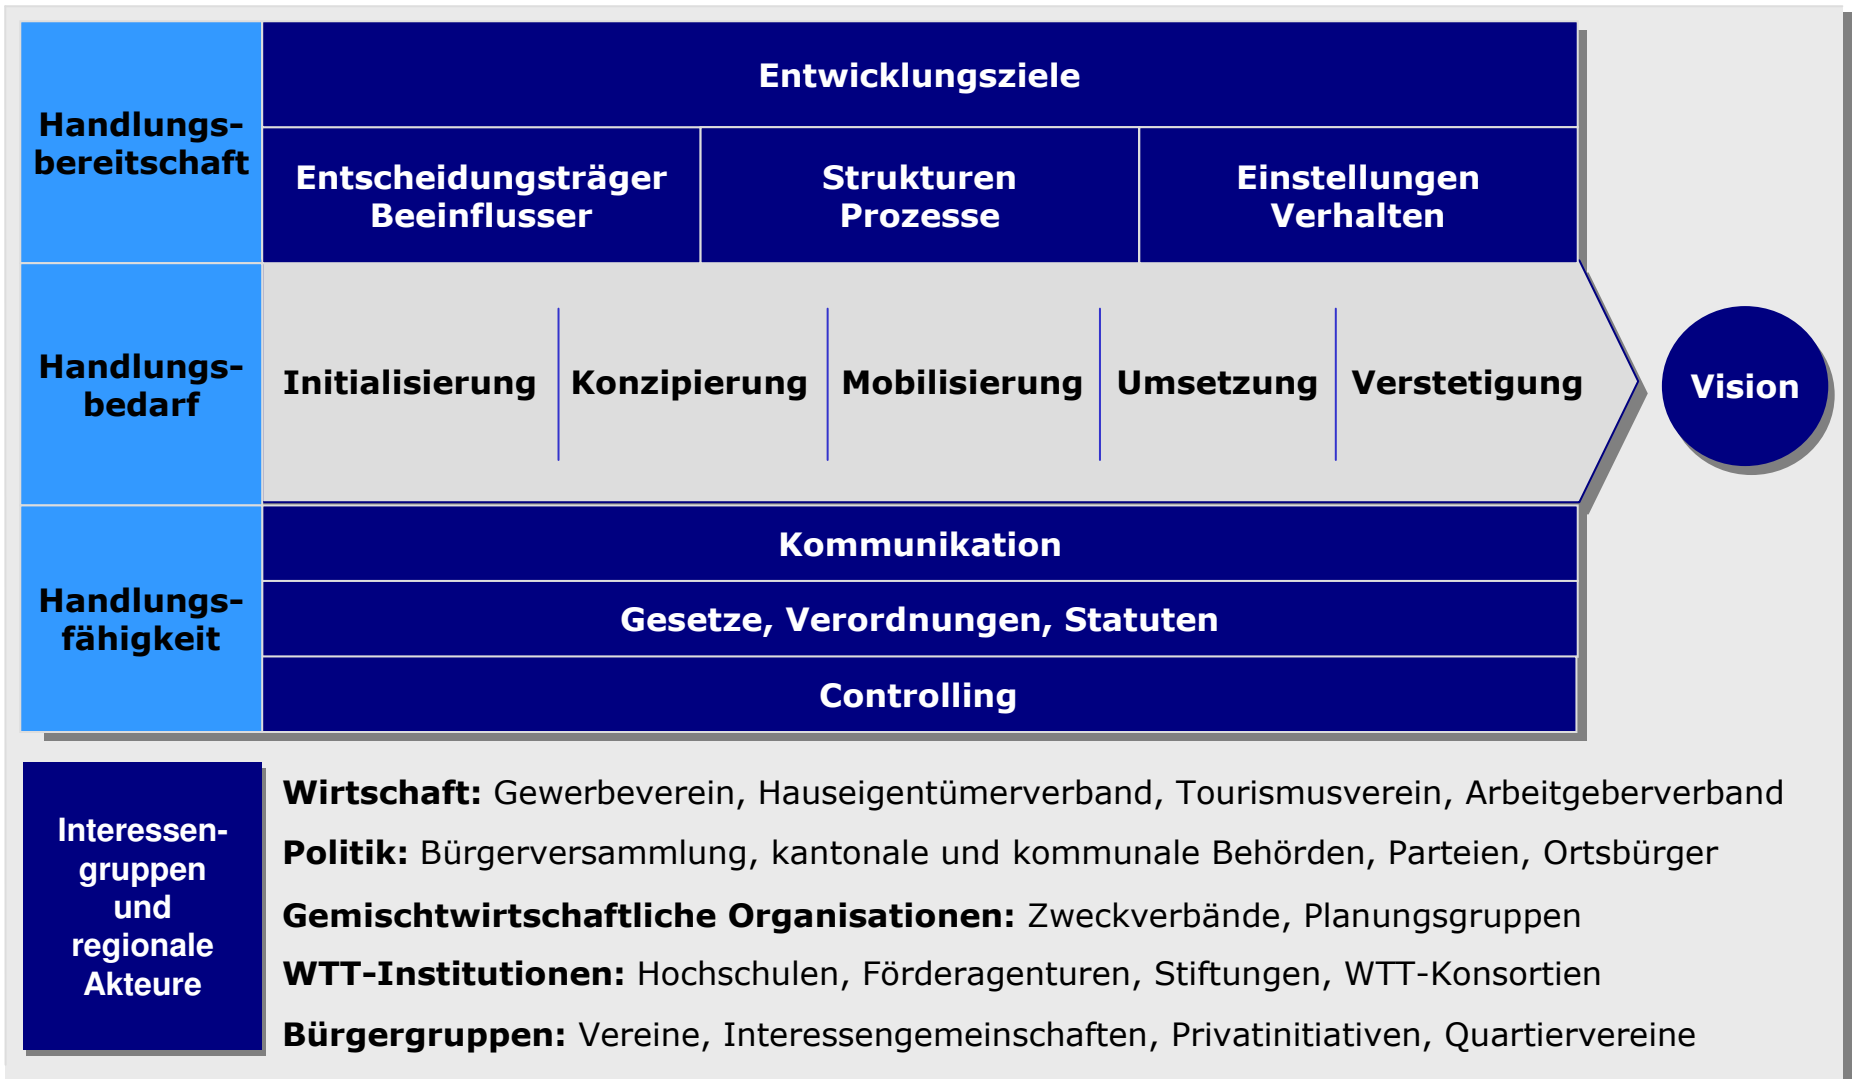 Entwicklungsziele
Handlungs-
bereitschaft
Entscheidungsträger
Beeinflusser
Strukturen
Prozesse
Einstellungen
Verhalten
Handlungs-
bedarf
Initialisierung
Konzipierung
Mobilisierung
Umsetzung
Verstetigung
Vision
Handlungs-
fähigkeit
Kommunikation
Gesetze, Verordnungen, Statuten
Controlling
Interessen-
gruppen
und
regionale
Akteure
Wirtschaft: Gewerbeverein, Hauseigentümerverband, Tourismusverein, Arbeitgeberverband
Politik: Bürgerversammlung, kantonale und kommunale Behörden, Parteien, Ortsbürger
Gemischtwirtschaftliche Organisationen: Zweckverbände, Planungsgruppen
WTT-Institutionen: Hochschulen, Förderagenturen, Stiftungen, WTT-Konsortien
Bürgergruppen: Vereine, Interessengemeinschaften, Privatinitiativen, Quartiervereine